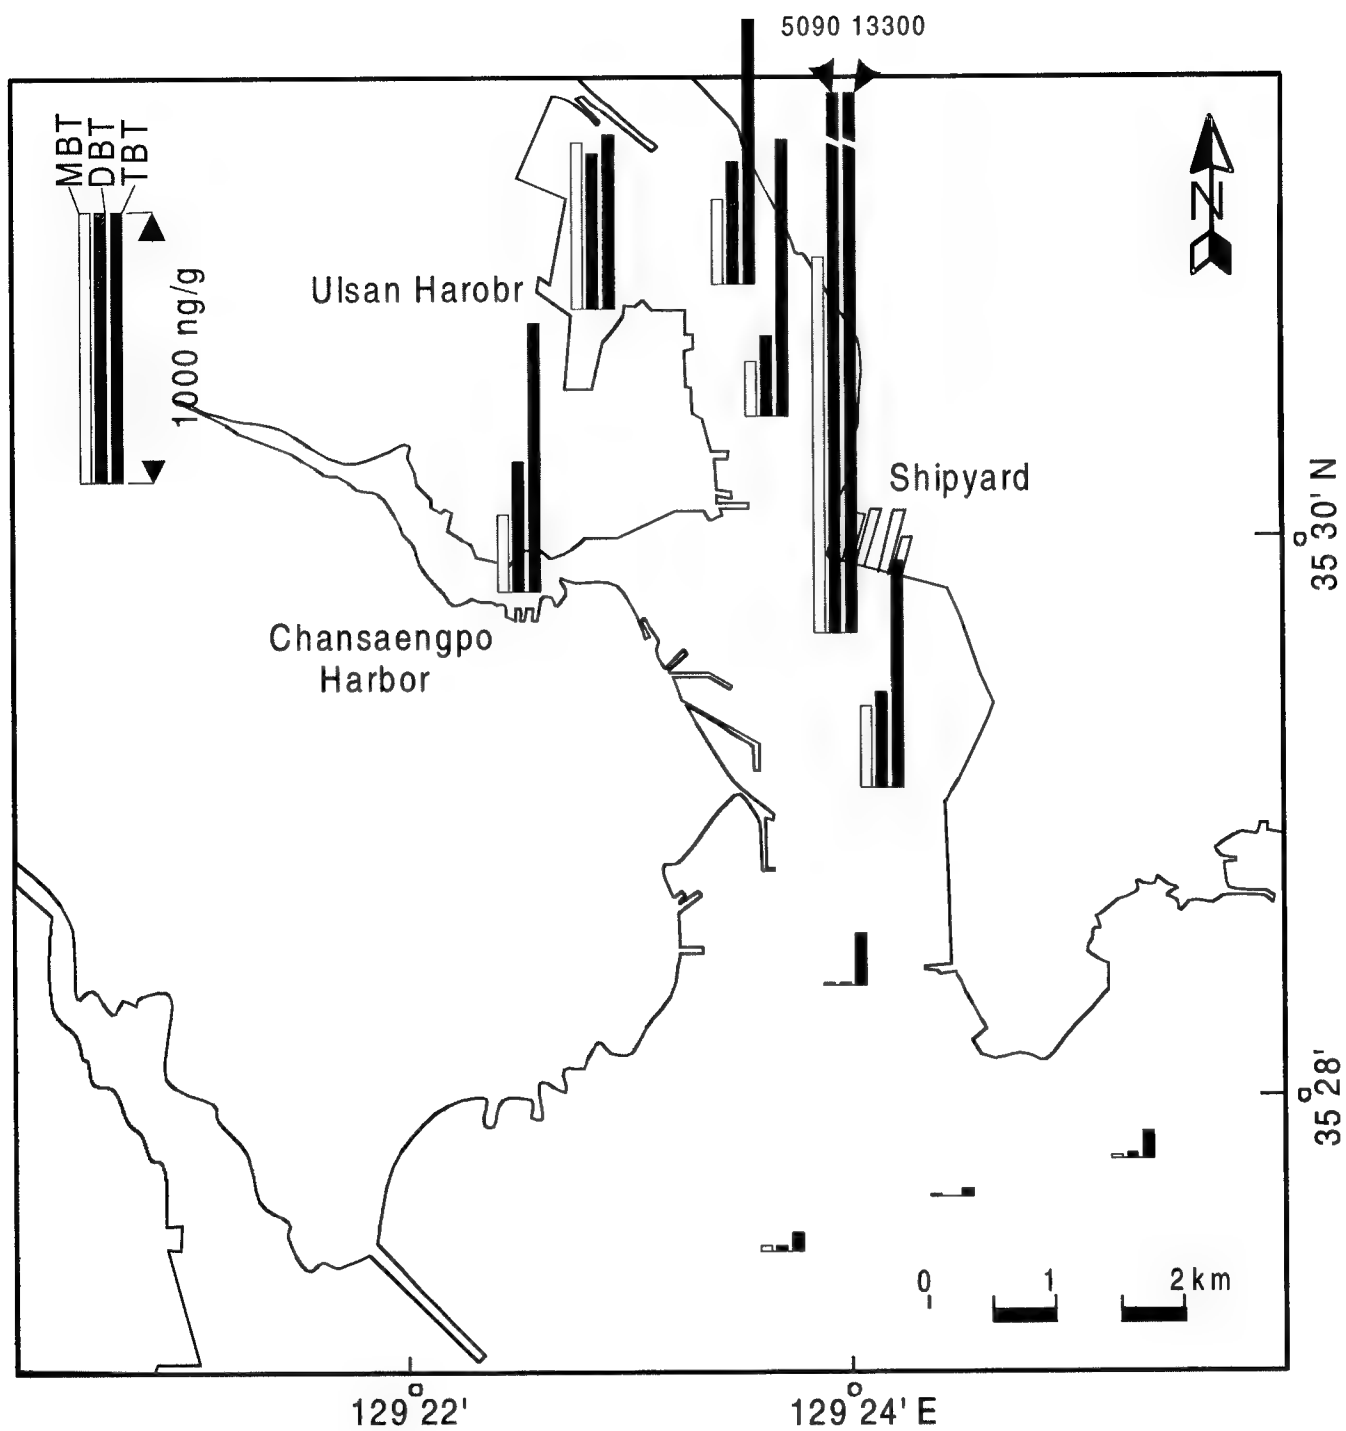 5090 13300
MBT
DBT
TBT
1000 ng/g
N
Ulsan Harobr
Shipyard
35° 30' N
Chansaengpo
Harbor
35° 28'
0 1 2 km
129° 22' 129° 24' E